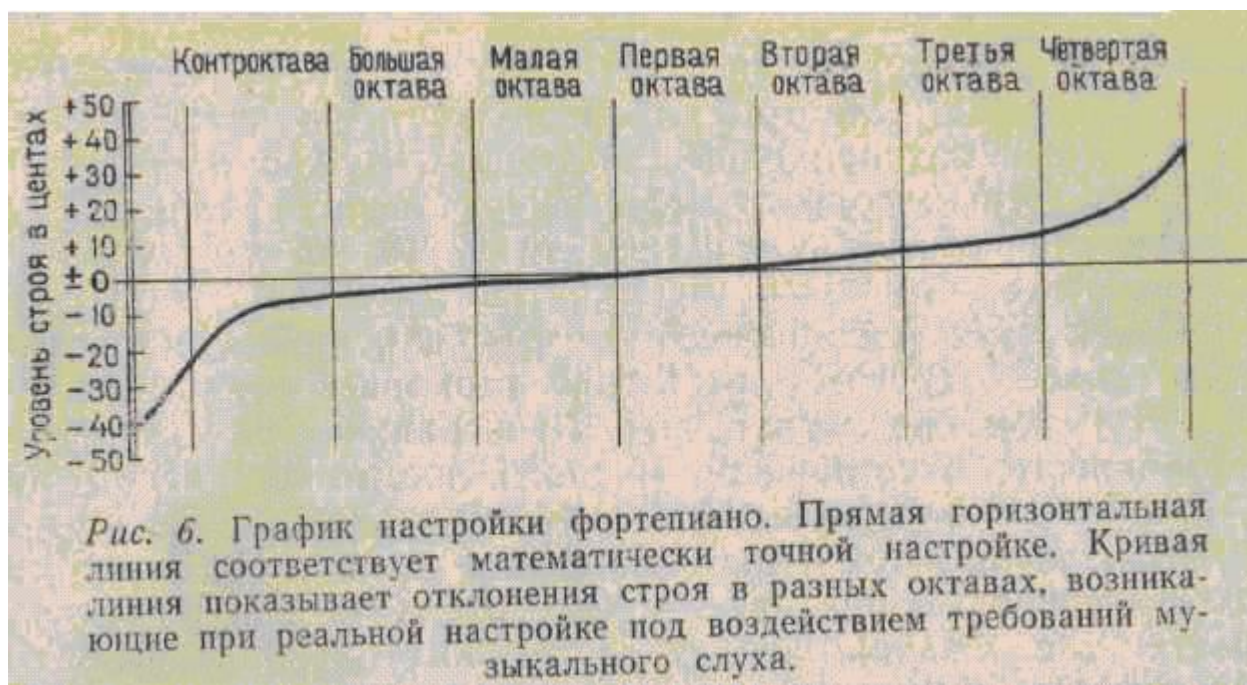 Контроктава Большая октава Малая октава Первая октава Вторая октава Третья октава Четвертая октава
Уровень строя в центах
+50
+40
+30
+20
+10
± 0
−10
−20
−30
−40
−50
Рис. 6. График настройки фортепиано. Прямая горизонтальная
линия соответствует математически точной настройке. Кривая
линия показывает отклонения строя в разных октавах, возника-
ющие при реальной настройке под воздействием требований му-
зыкального слуха.